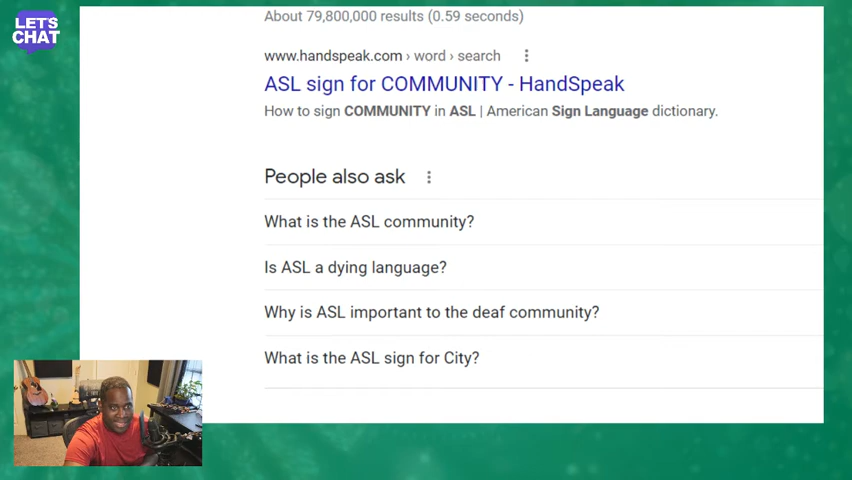 LET'S
CHAT
About 79,800,000 results (0.59 seconds)
www.handspeak.com › word › search
ASL sign for COMMUNITY - HandSpeak
How to sign COMMUNITY in ASL | American Sign Language dictionary.
People also ask
What is the ASL community?
Is ASL a dying language?
Why is ASL important to the deaf community?
What is the ASL sign for City?